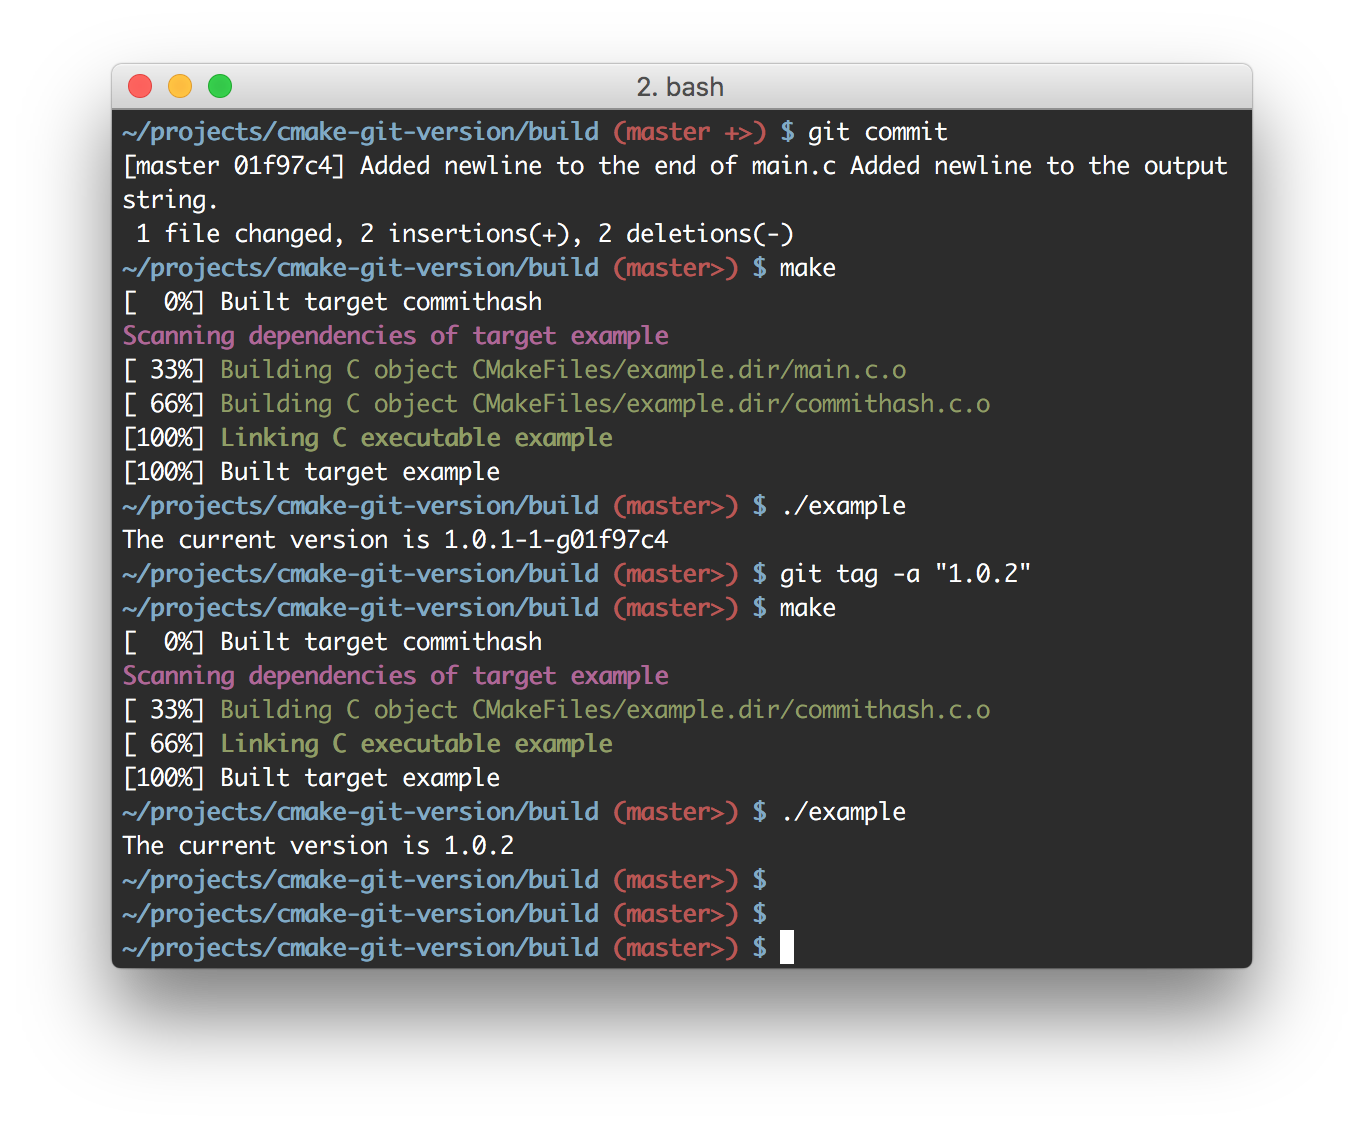 2. bash
~/projects/cmake-git-version/build (master +>) $ git commit
[master 01f97c4] Added newline to the end of main.c Added newline to the output
string.
 1 file changed, 2 insertions(+), 2 deletions(-)
~/projects/cmake-git-version/build (master>) $ make
[  0%] Built target commithash
Scanning dependencies of target example
[ 33%] Building C object CMakeFiles/example.dir/main.c.o
[ 66%] Building C object CMakeFiles/example.dir/commithash.c.o
[100%] Linking C executable example
[100%] Built target example
~/projects/cmake-git-version/build (master>) $ ./example
The current version is 1.0.1-1-g01f97c4
~/projects/cmake-git-version/build (master>) $ git tag -a "1.0.2"
~/projects/cmake-git-version/build (master>) $ make
[  0%] Built target commithash
Scanning dependencies of target example
[ 33%] Building C object CMakeFiles/example.dir/commithash.c.o
[ 66%] Linking C executable example
[100%] Built target example
~/projects/cmake-git-version/build (master>) $ ./example
The current version is 1.0.2
~/projects/cmake-git-version/build (master>) $
~/projects/cmake-git-version/build (master>) $
~/projects/cmake-git-version/build (master>) $